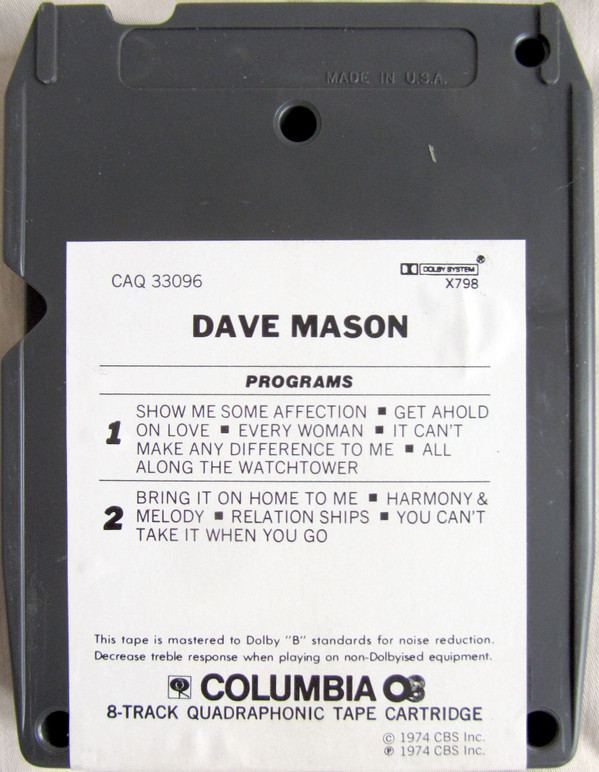 MADE IN U.S.A.
CAQ 33096
DOLBY SYSTEM ®
X798
DAVE MASON
PROGRAMS
1 SHOW ME SOME AFFECTION ■ GET AHOLD
ON LOVE ■ EVERY WOMAN ■ IT CAN'T
MAKE ANY DIFFERENCE TO ME ■ ALL
ALONG THE WATCHTOWER
2 BRING IT ON HOME TO ME ■ HARMONY &
MELODY ■ RELATION SHIPS ■ YOU CAN'T
TAKE IT WHEN YOU GO
This tape is mastered to Dolby "B" standards for noise reduction.
Decrease treble response when playing on non-Dolbyised equipment.
COLUMBIA
8-TRACK QUADRAPHONIC TAPE CARTRIDGE
© 1974 CBS Inc.
℗ 1974 CBS Inc.